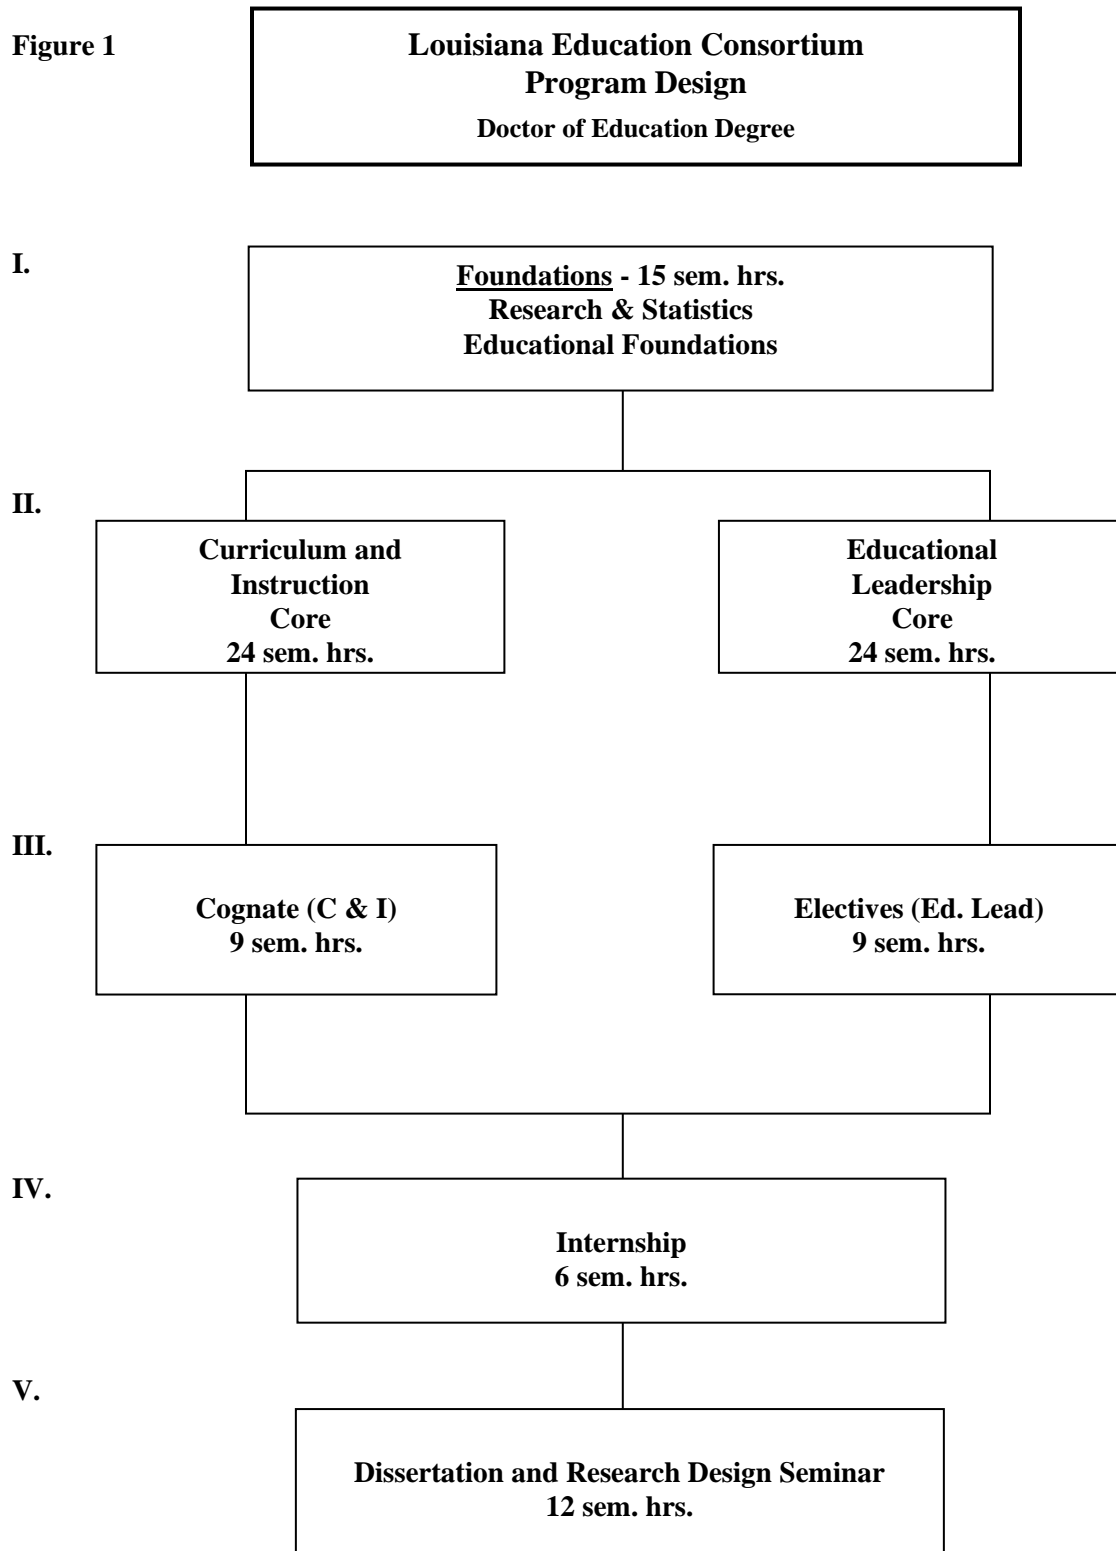 Figure 1
Louisiana Education Consortium
Program Design
Doctor of Education Degree
I.
Foundations - 15 sem. hrs.
Research & Statistics
Educational Foundations
II.
Curriculum and
Instruction
Core
24 sem. hrs.
Educational
Leadership
Core
24 sem. hrs.
III.
Cognate (C & I)
9 sem. hrs.
Electives (Ed. Lead)
9 sem. hrs.
IV.
Internship
6 sem. hrs.
V.
Dissertation and Research Design Seminar
12 sem. hrs.